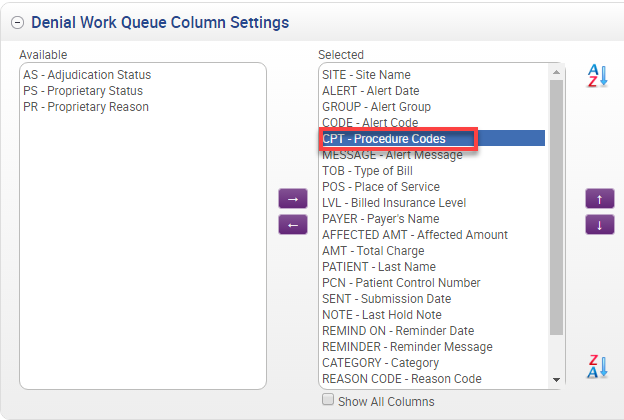 Denial Work Queue Column Settings
Available
AS - Adjudication Status
PS - Proprietary Status
PR - Proprietary Reason
Selected
SITE - Site Name
ALERT - Alert Date
GROUP - Alert Group
CODE - Alert Code
CPT - Procedure Codes
MESSAGE - Alert Message
TOB - Type of Bill
POS - Place of Service
LVL - Billed Insurance Level
PAYER - Payer's Name
AFFECTED AMT - Affected Amount
AMT - Total Charge
PATIENT - Last Name
PCN - Patient Control Number
SENT - Submission Date
NOTE - Last Hold Note
REMIND ON - Reminder Date
REMINDER - Reminder Message
CATEGORY - Category
REASON CODE - Reason Code
Show All Columns
A
Z
Z
A